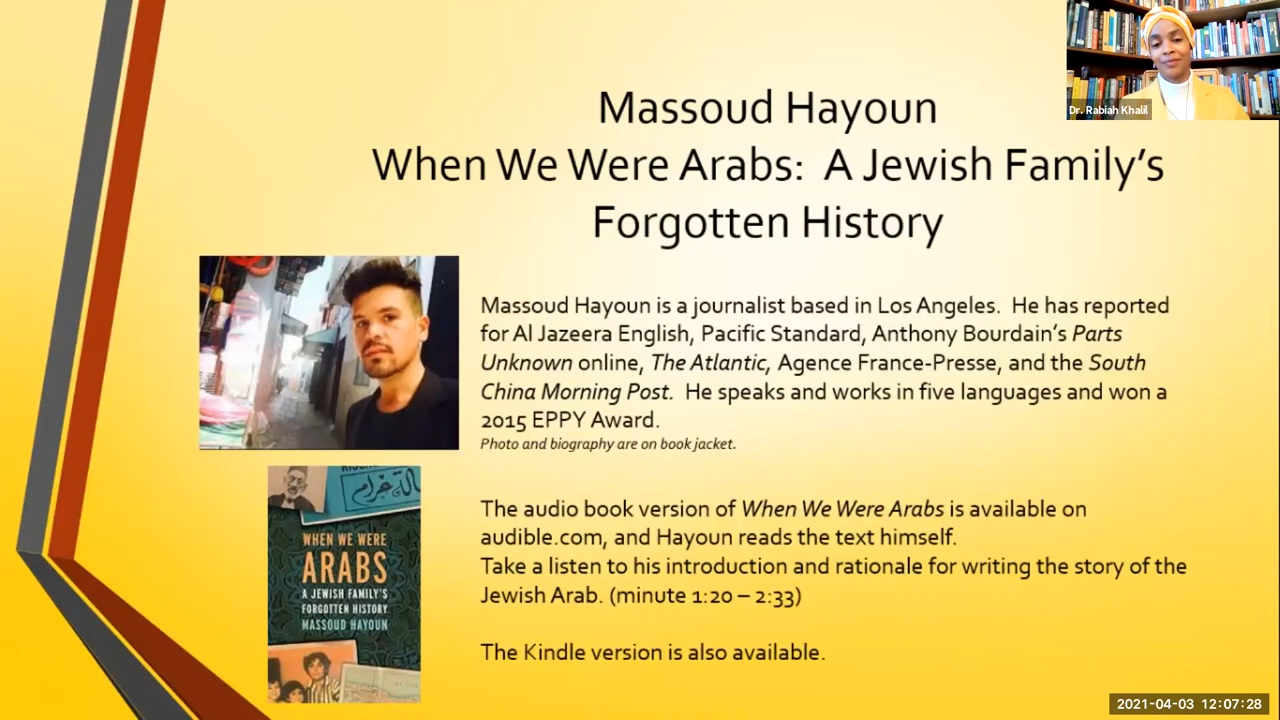 Massoud Hayoun
When We Were Arabs: A Jewish Family's
Forgotten History
Dr. Rabiah Khalil
Massoud Hayoun is a journalist based in Los Angeles. He has reported
for Al Jazeera English, Pacific Standard, Anthony Bourdain's Parts
Unknown online, The Atlantic, Agence France-Presse, and the South
China Morning Post. He speaks and works in five languages and won a
2015 EPPY Award.
Photo and biography are on book jacket.
WHEN WE WERE
ARABS
A JEWISH FAMILY'S
FORGOTTEN HISTORY
MASSOUD HAYOUN
The audio book version of When We Were Arabs is available on
audible.com, and Hayoun reads the text himself.
Take a listen to his introduction and rationale for writing the story of the
Jewish Arab. (minute 1:20 – 2:33)
The Kindle version is also available.
2021-04-03 12:07:28